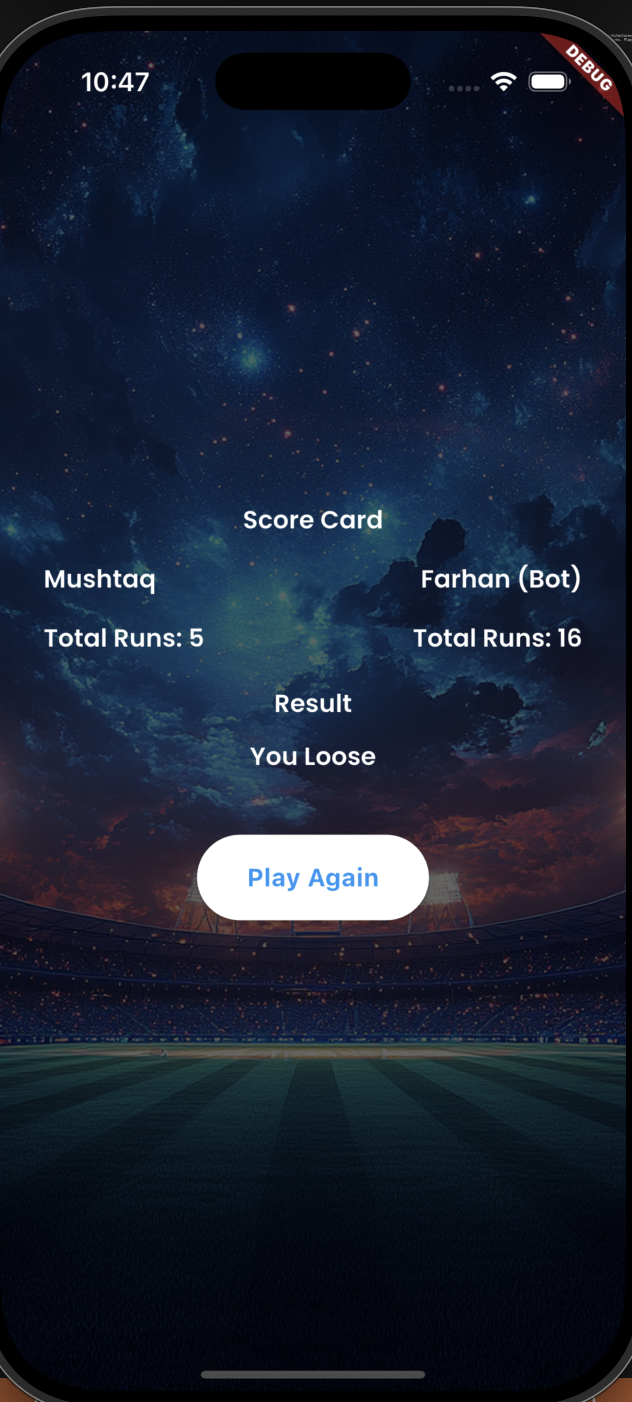 10:47
DEBUG
Score Card
Mushtaq
Farhan (Bot)
Total Runs: 5
Total Runs: 16
Result
You Loose
Play Again